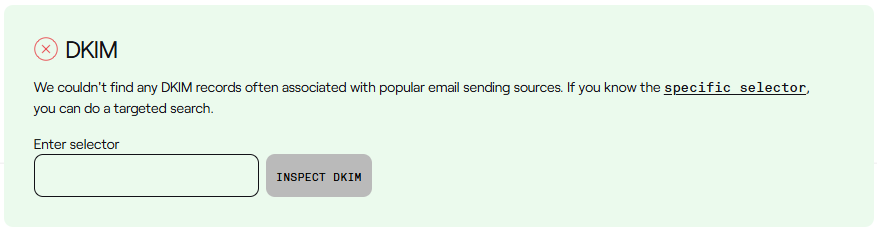 DKIM
We couldn't find any DKIM records often associated with popular email sending sources. If you know the specific selector,
you can do a targeted search.
Enter selector
INSPECT DKIM